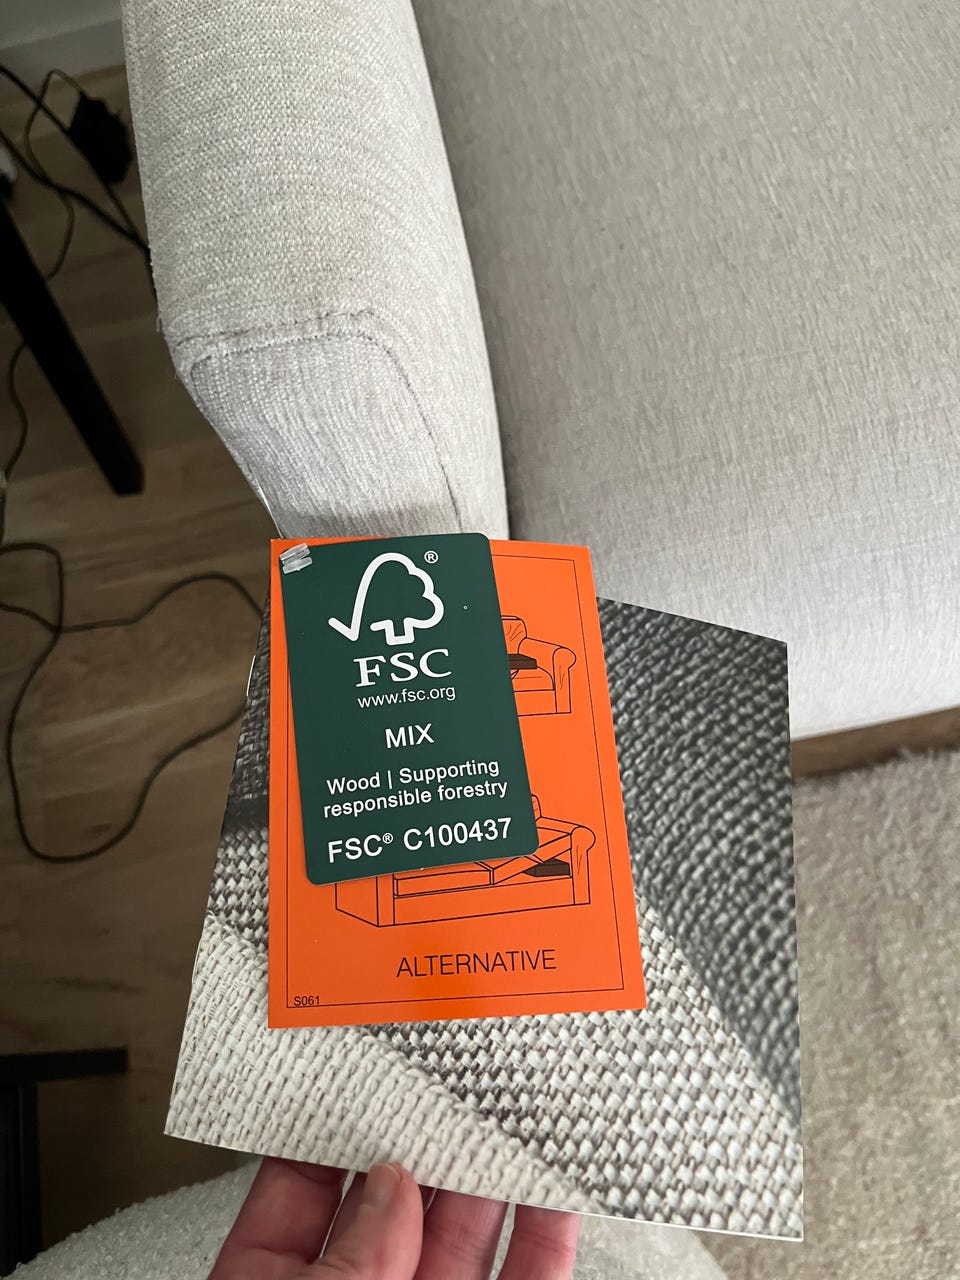 ®
FSC
www.fsc.org
MIX
Wood | Supporting
responsible forestry
FSC® C100437
ALTERNATIVE
S061